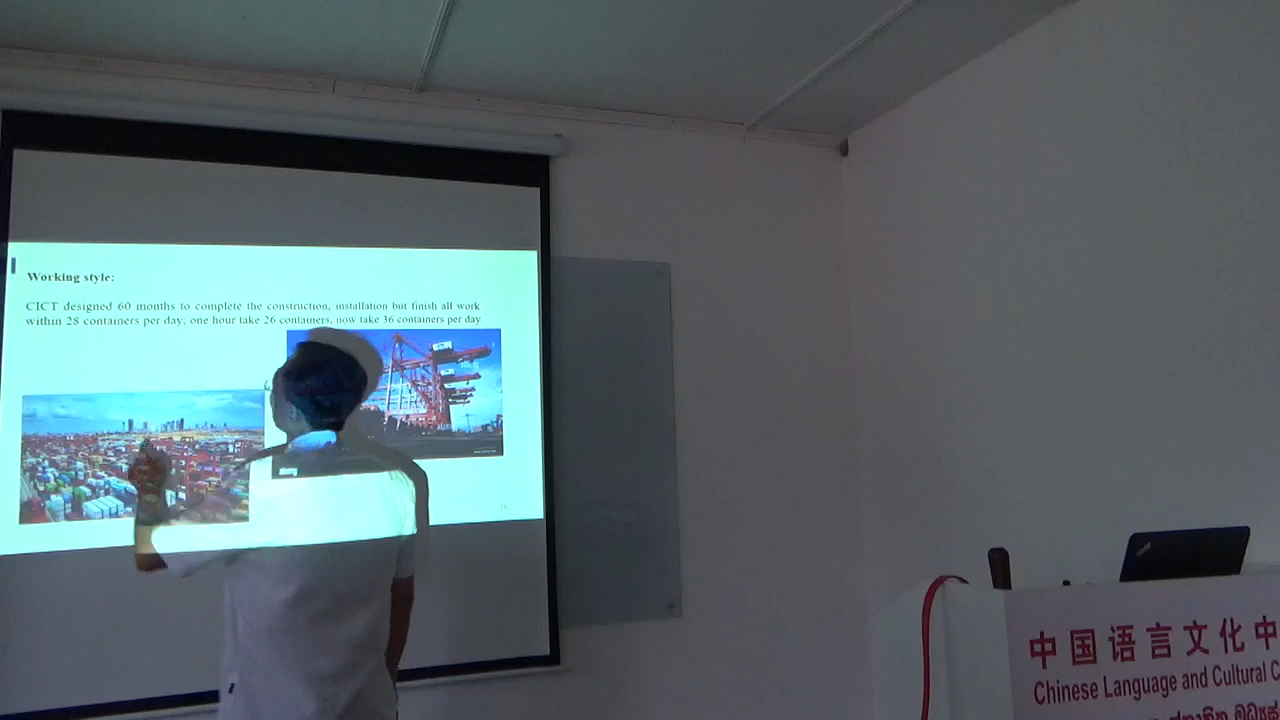 Working style:
CICT designed 60 months to complete the construction, installation but finish all work
within 28 containers per day; one hour take 26 containers, now take 36 containers per day.
中国语言文化中
Chinese Language and Cultural C